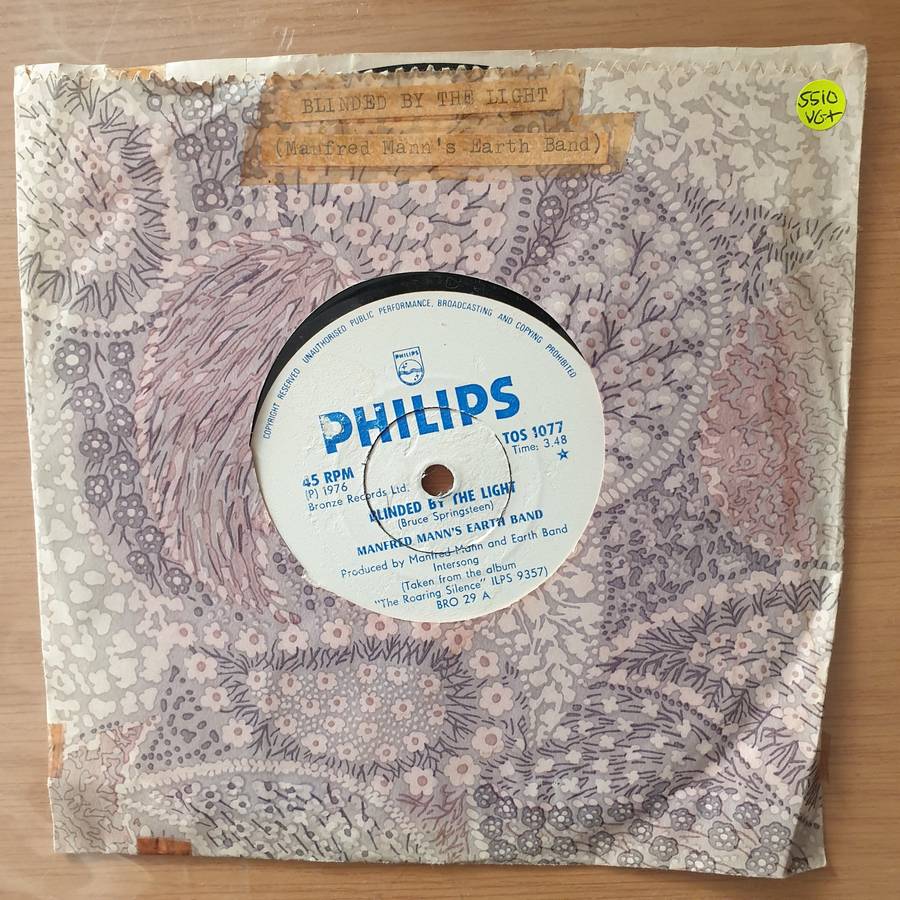 BLINDED BY THE LIGHT
(Manfred Mann's Earth Band)
5510
VG+
COPYRIGHT RESERVED UNAUTHORISED PUBLIC PERFORMANCE, BROADCASTING AND COPYING PROHIBITED
PHILIPS
PHILIPS
TOS 1077
Time: 3.48
45 RPM
(P) 1976
Bronze Records Ltd.
BLINDED BY THE LIGHT
(Bruce Springsteen)
MANFRED MANN'S EARTH BAND
Produced by Manfred Mann and Earth Band
Intersong
(Taken from the album
"The Roaring Silence" ILPS 9357)
BRO 29 A